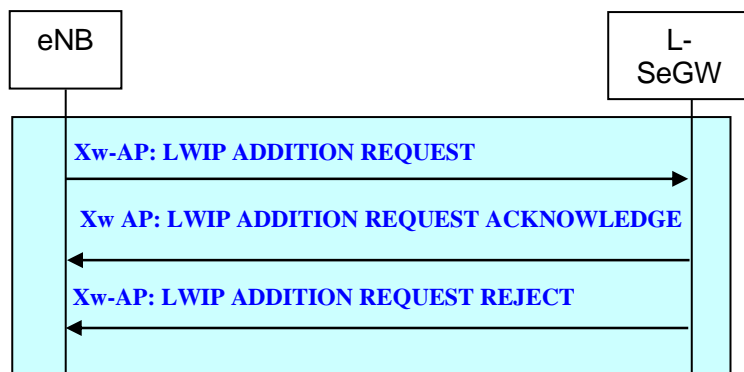 eNB
L-
SeGW
Xw-AP: LWIP ADDITION REQUEST
Xw AP: LWIP ADDITION REQUEST ACKNOWLEDGE
Xw-AP: LWIP ADDITION REQUEST REJECT